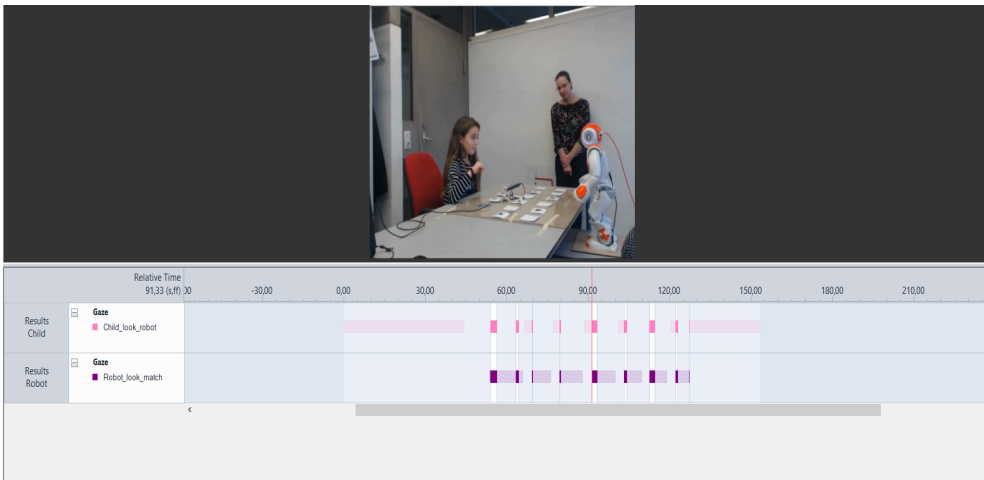 Relative Time
91,33 (s,ff)
-30,00 0,00 30,00 60,00 90,00 120,00 150,00 180,00 210,00
Results
Child
Gaze
Child_look_robot
Results
Robot
Gaze
Robot_look_match